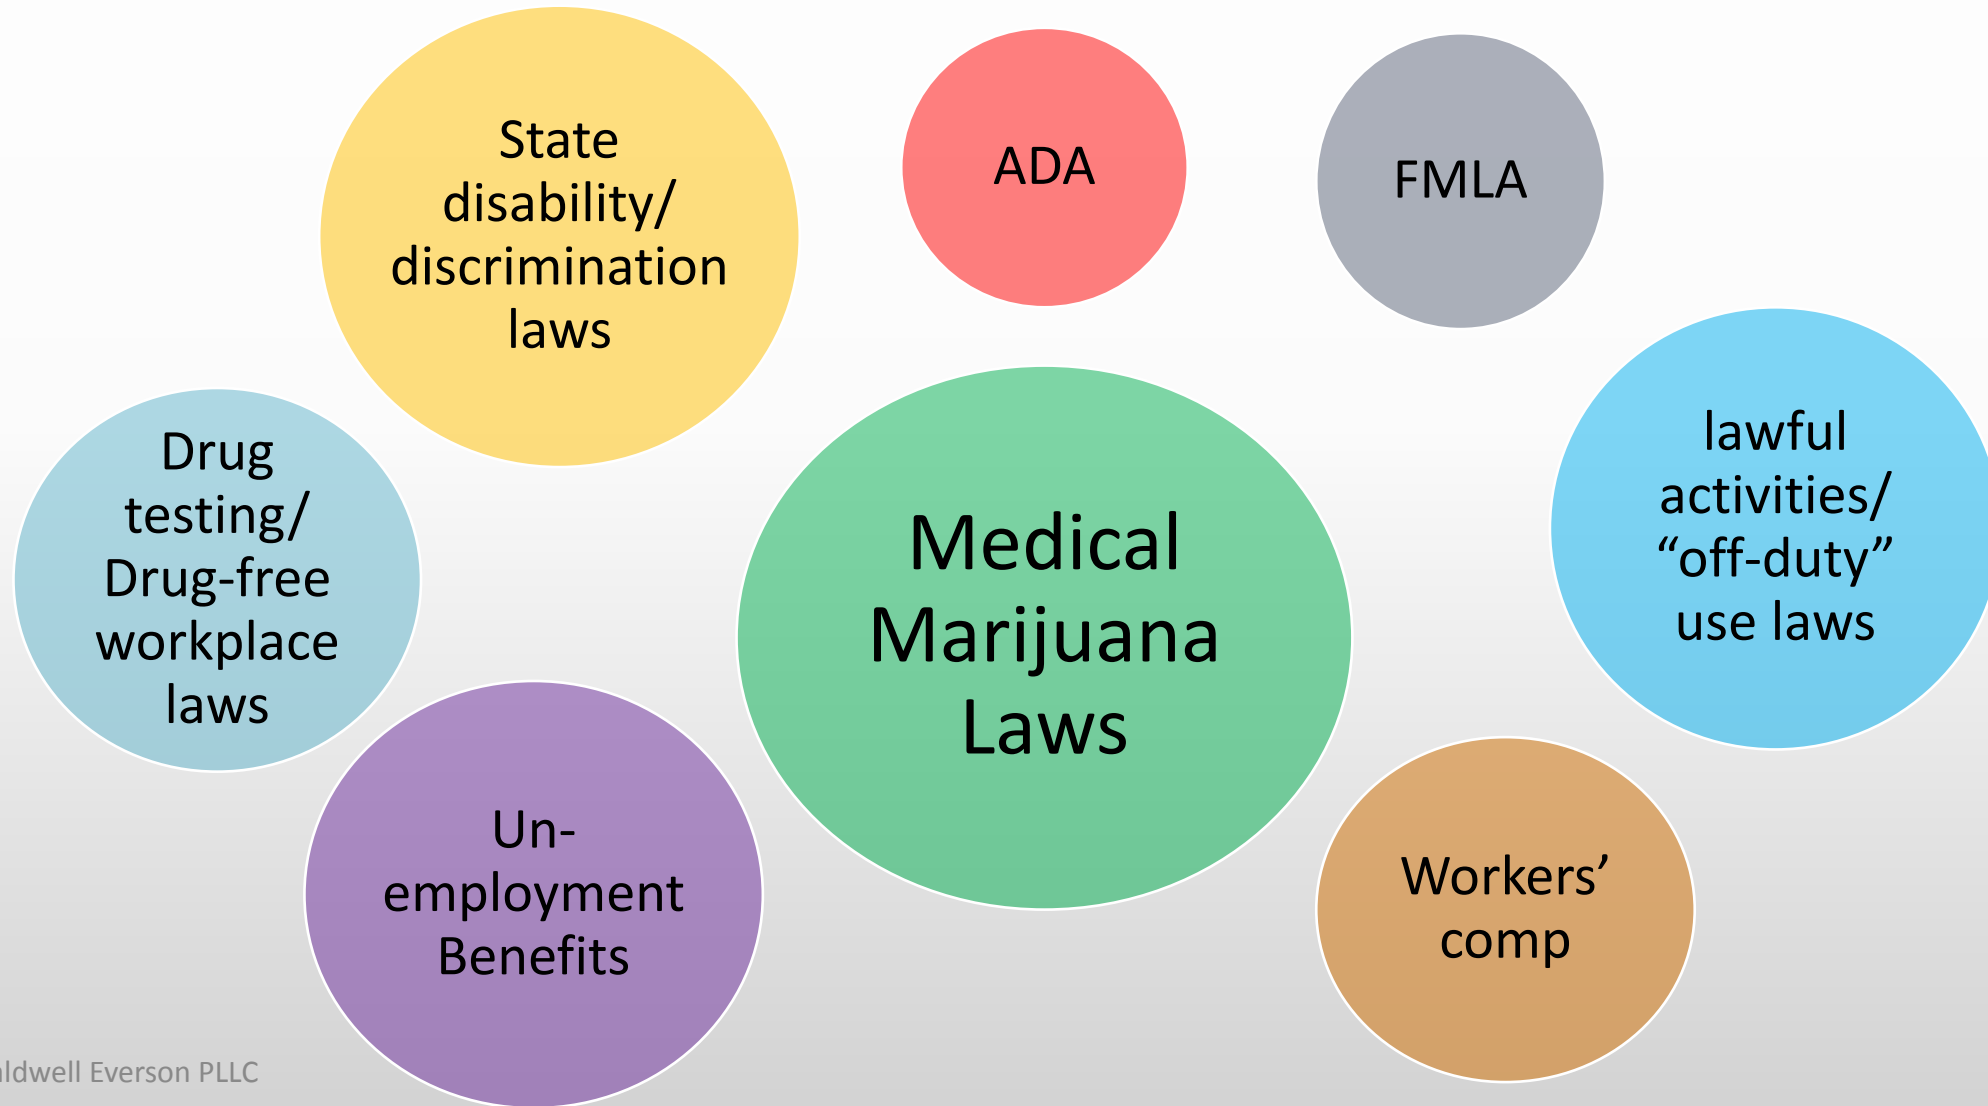 State
disability/
discrimination
laws
ADA
FMLA
Drug
testing/
Drug-free
workplace
laws
Medical
Marijuana
Laws
lawful
activities/
“off-duty”
use laws
Un-
employment
Benefits
Workers’
comp
Everson PLLC